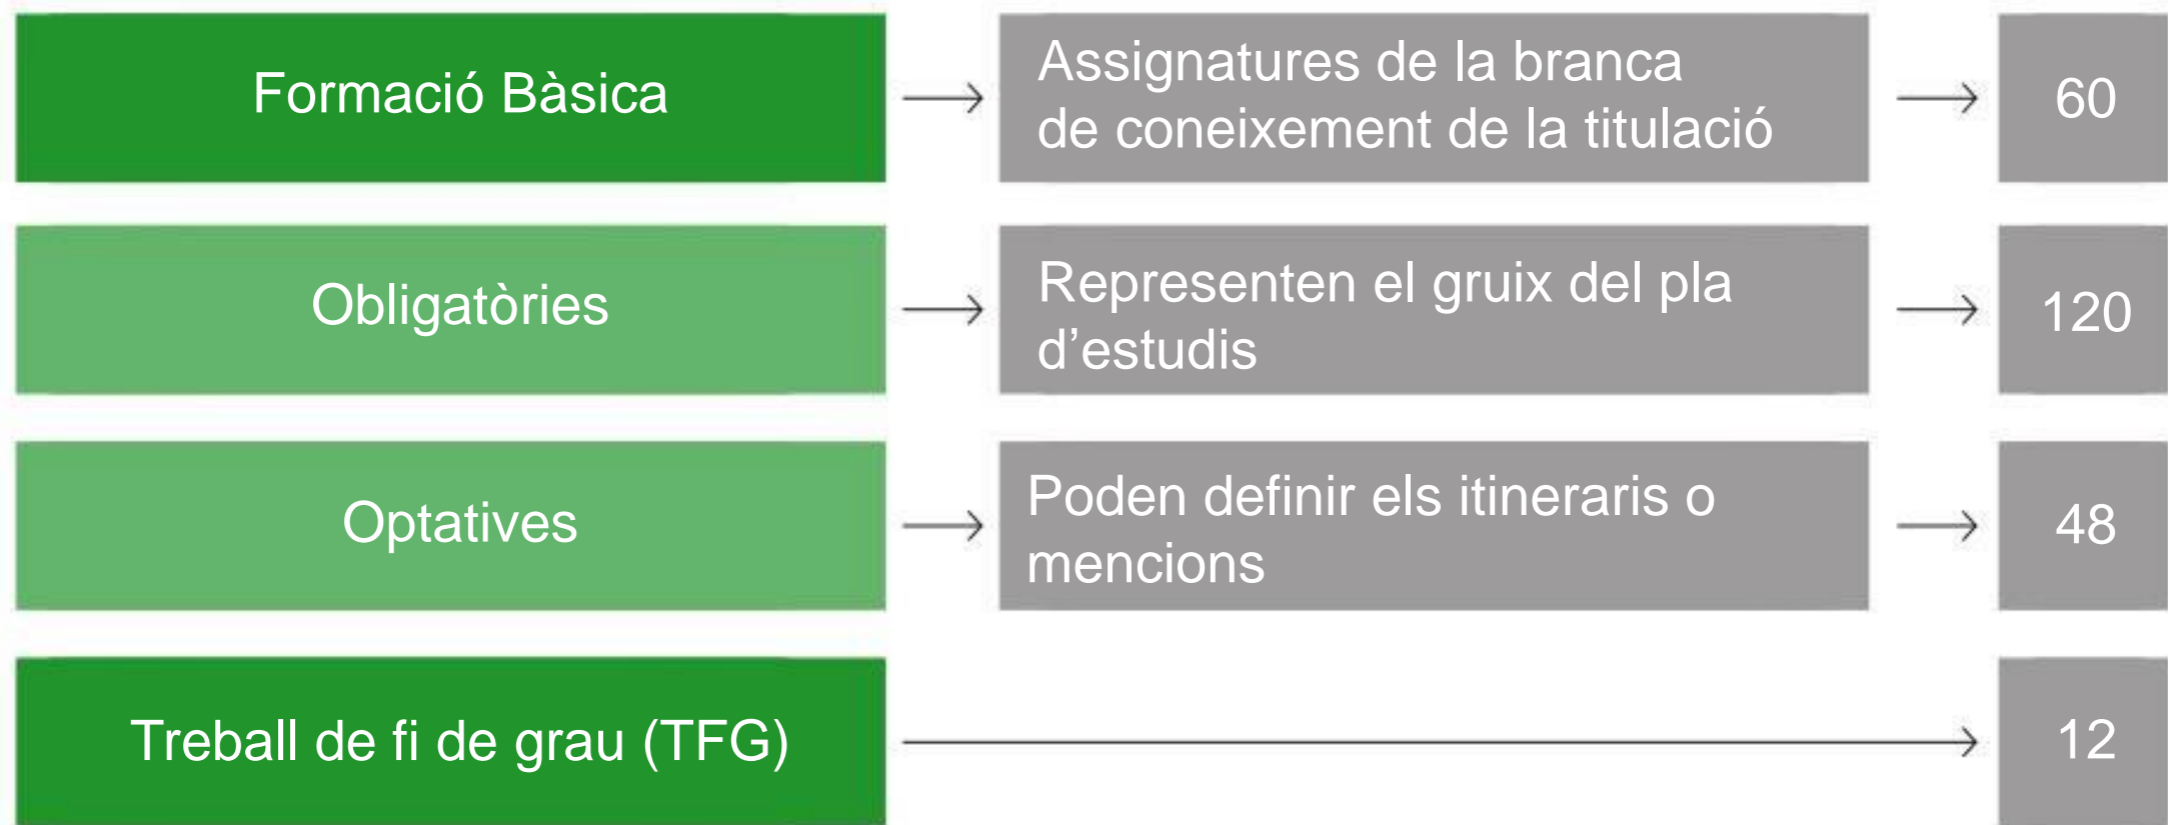 Formació Bàsica
Assignatures de la branca
de coneixement de la titulació
60
Obligatòries
Representen el gruix del pla
d’estudis
120
Optatives
Poden definir els itineraris o
mencions
48
Treball de fi de grau (TFG)
12